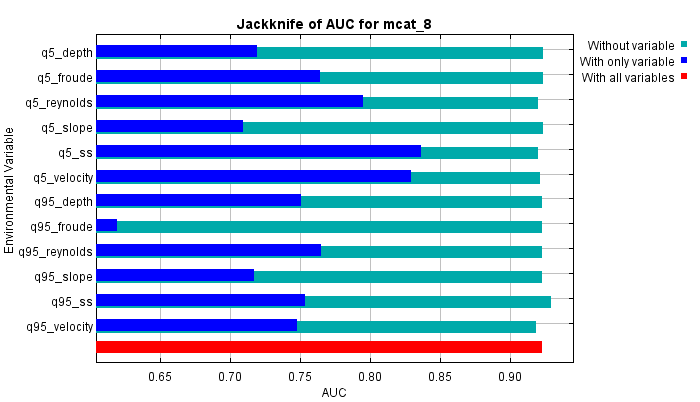 Jackknife of AUC for mcat_8
Without variable
With only variable
With all variables
Environmental Variable
q5_depth
q5_froude
q5_reynolds
q5_slope
q5_ss
q5_velocity
q95_depth
q95_froude
q95_reynolds
q95_slope
q95_ss
q95_velocity
0.65 0.70 0.75 0.80 0.85 0.90
AUC